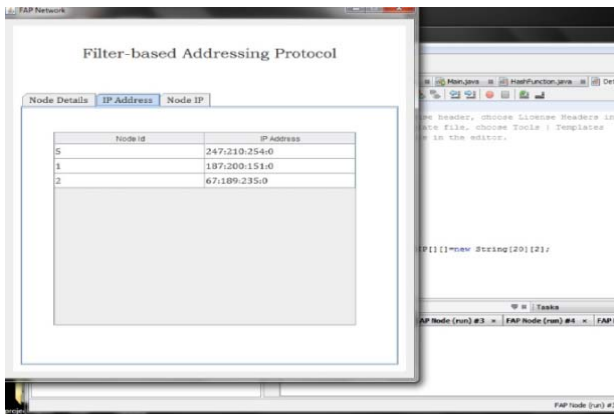 FAP Network
Filter-based Addressing Protocol
Node Details IP Address Node IP
Node Id IP Address
5 247:210:254:0
1 187:200:151:0
2 67:189:235:0
Main.java HashFunction.java Def
se header, choose License Headers in
ate file, choose Tools | Templates
e in the editor.
IP[][]=new String[20][2];
Tasks
AP Node (run) #3 FAP Node (run) #4 FAP
FAP Node (run) #